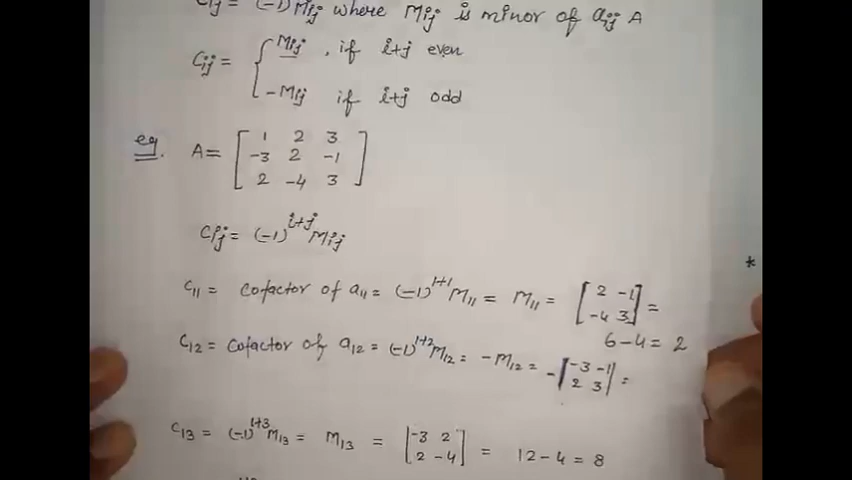 Cij = (-1) Mij where Mij is minor of aij A
Cij = { Mij , if i+j even
-Mij if i+j odd
eg. A = [ 1 2 3
-3 2 -1
2 -4 3 ]
Cij = (-1)^i+j Mij
C11 = Cofactor of a11 = (-1)^1+1 M11 = M11 = [ 2 -1
-4 3 ] =
6-4 = 2
C12 = Cofactor of a12 = (-1)^1+2 M12 = -M12 = - | -3 -1
2 3 | =
C13 = (-1)^1+3 M13 = M13 = | -3 2
2 -4 ] = 12-4 = 8
*